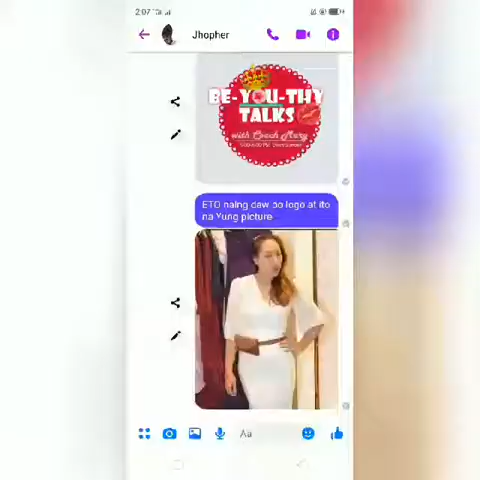 2:07
Jhopher
BE-YOU-THY
TALKS
with Coach Mary
ETO nalng daw po logo at ito
na Yung picture
Aa